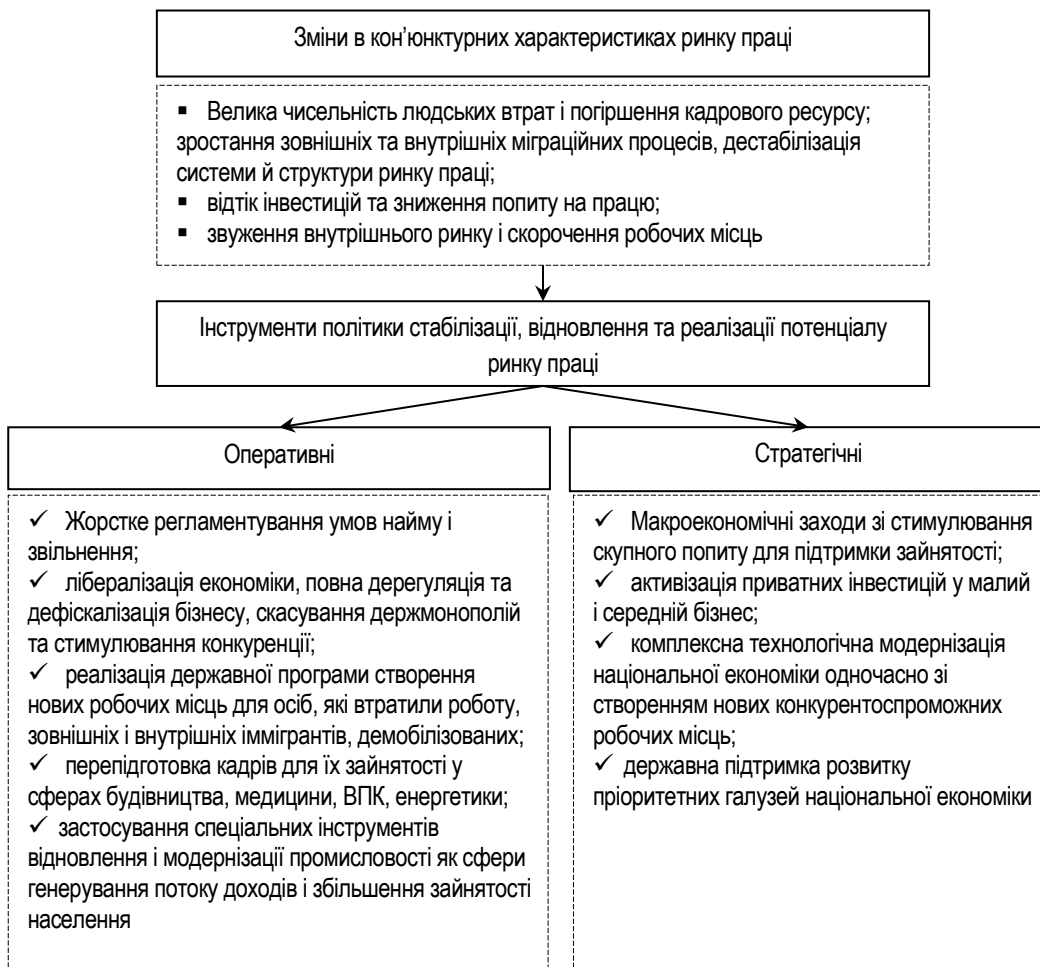 Зміни в кон’юнктурних характеристиках ринку праці
▪ Велика чисельність людських втрат і погіршення кадрового ресурсу;
зростання зовнішніх та внутрішніх міграційних процесів, дестабілізація
системи й структури ринку праці;
▪ відтік інвестицій та зниження попиту на працю;
▪ звуження внутрішнього ринку і скорочення робочих місць
Інструменти політики стабілізації, відновлення та реалізації потенціалу
ринку праці
Оперативні
✓ Жорстке регламентування умов найму і
звільнення;
✓ лібералізація економіки, повна дерегуляція та
дефіскалізація бізнесу, скасування держмонополій
та стимулювання конкуренції;
✓ реалізація державної програми створення
нових робочих місць для осіб, які втратили роботу,
зовнішніх і внутрішніх іммігрантів, демобілізованих;
✓ перепідготовка кадрів для їх зайнятості у
сферах будівництва, медицини, ВПК, енергетики;
✓ застосування спеціальних інструментів
відновлення і модернізації промисловості як сфери
генерування потоку доходів і збільшення зайнятості
населення
Стратегічні
✓ Макроекономічні заходи зі стимулювання
скупного попиту для підтримки зайнятості;
✓ активізація приватних інвестицій у малий
і середній бізнес;
✓ комплексна технологічна модернізація
національної економіки одночасно зі
створенням нових конкурентоспроможних
робочих місць;
✓ державна підтримка розвитку
пріоритетних галузей національної економіки